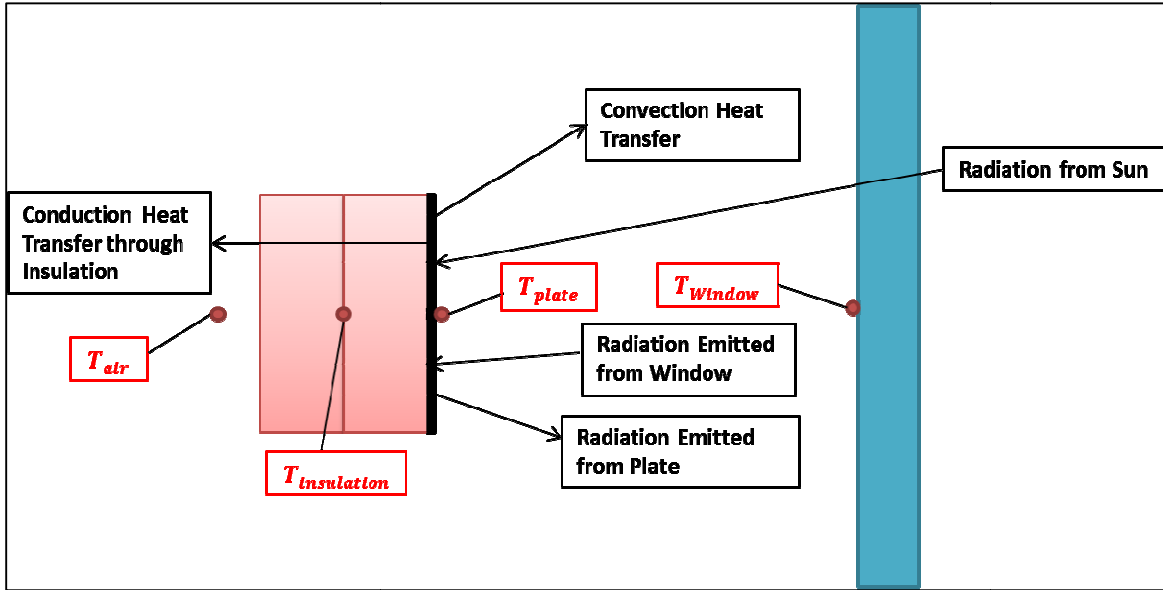 Convection Heat
Transfer
Radiation from Sun
Conduction Heat
Transfer through
Insulation
T_plate
T_Window
T_air
Radiation Emitted
from Window
Radiation Emitted
from Plate
T_insulation